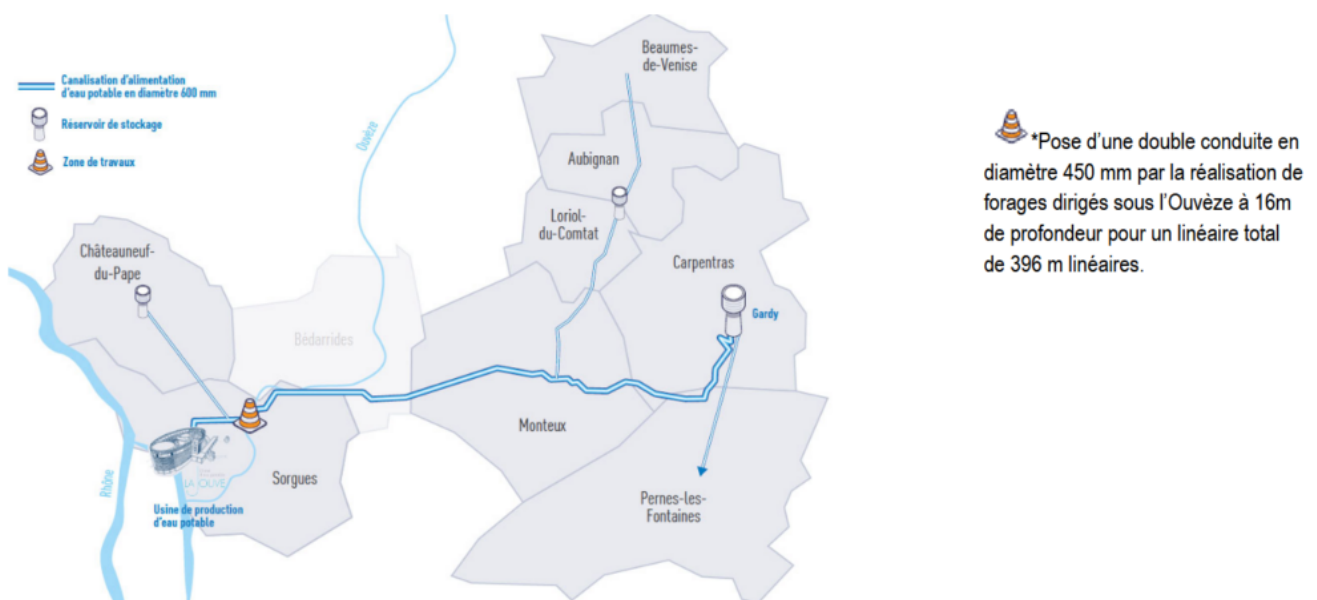 Canalisation d'alimentation
d'eau potable en diamètre 600 mm
Réservoir de stockage
Zone de travaux
Ouvèze
Beaumes-
de-Venise
Aubignan
Loriol-
du-Comtat
Carpentras
Gardy
Châteauneuf-
du-Pape
Bédarrides
Monteux
Sorgues
Pernes-les-
Fontaines
Rhône
LA JOUVE
Usine de production
d'eau potable
*Pose d'une double conduite en
diamètre 450 mm par la réalisation de
forages dirigés sous l'Ouvèze à 16m
de profondeur pour un linéaire total
de 396 m linéaires.